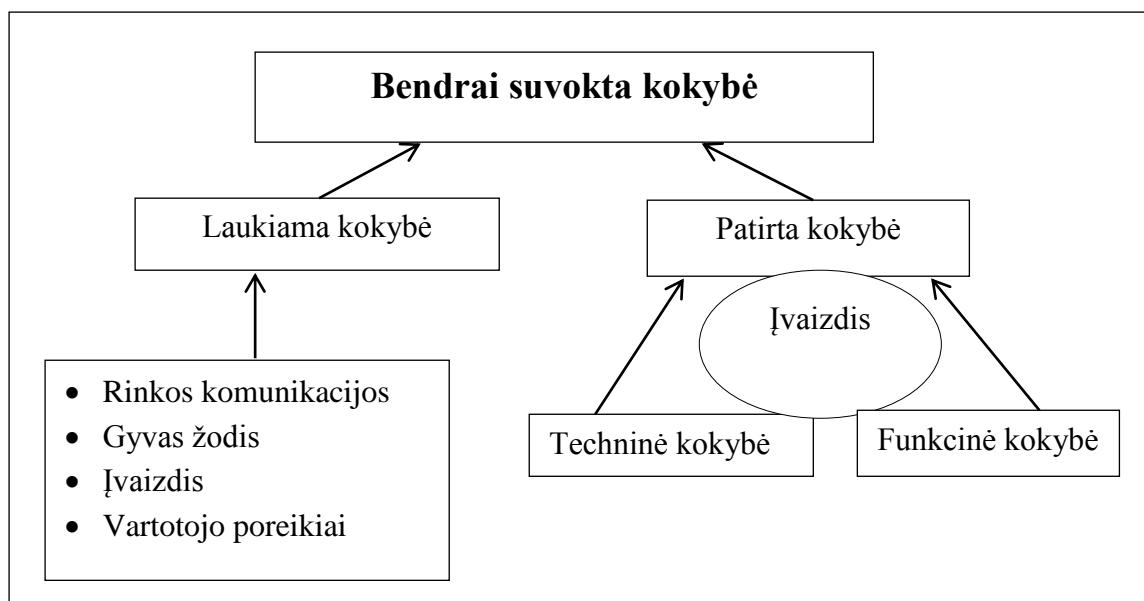 Bendrai suvokta kokybė
Laukiama kokybė
Patirta kokybė
Įvaizdis
• Rinkos komunikacijos
• Gyvas žodis
• Įvaizdis
• Vartotojo poreikiai
Techninė kokybė
Funkcinė kokybė